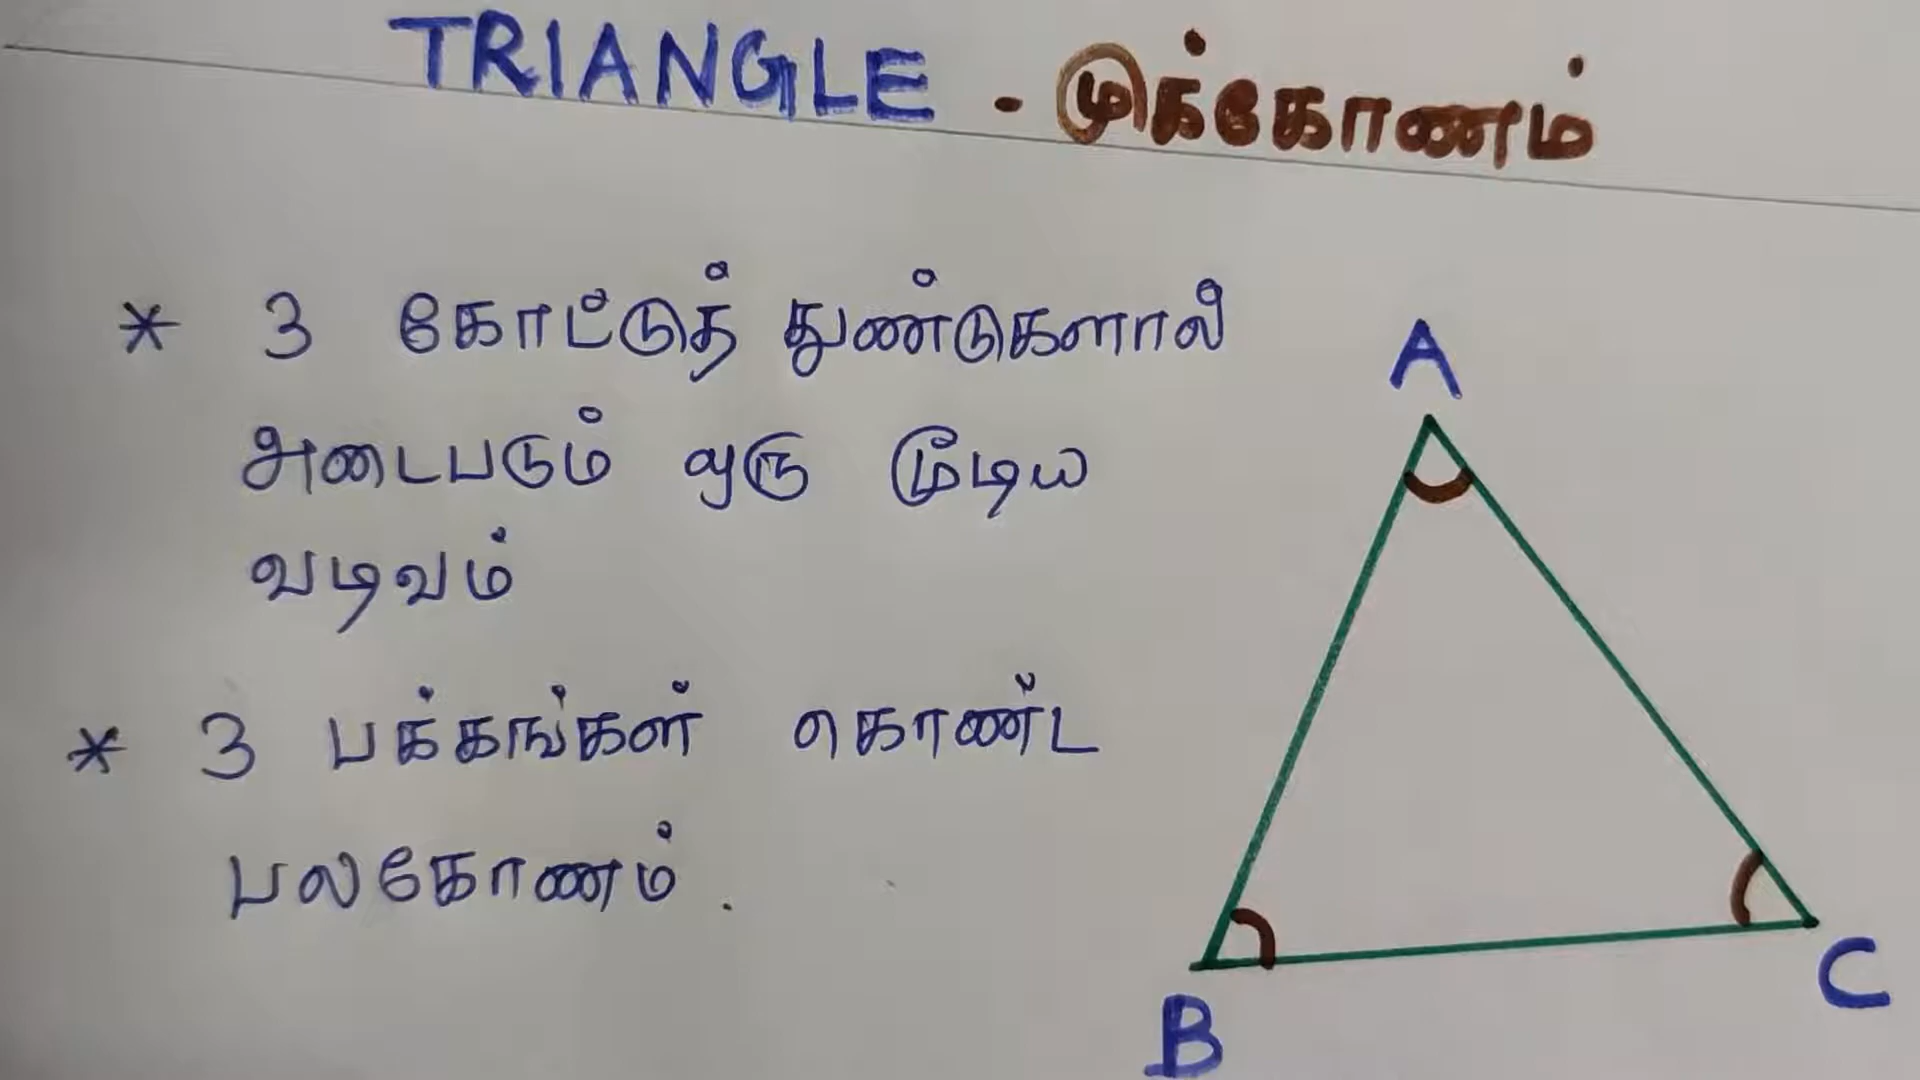 TRIANGLE - முக்கோணம்
* 3 கோட்டுத் துண்டுகளால்
அடைபடும் ஒரு மூடிய
வடிவம்
* 3 பக்கங்கள் கொண்ட
பலகோணம் .
A
B
C